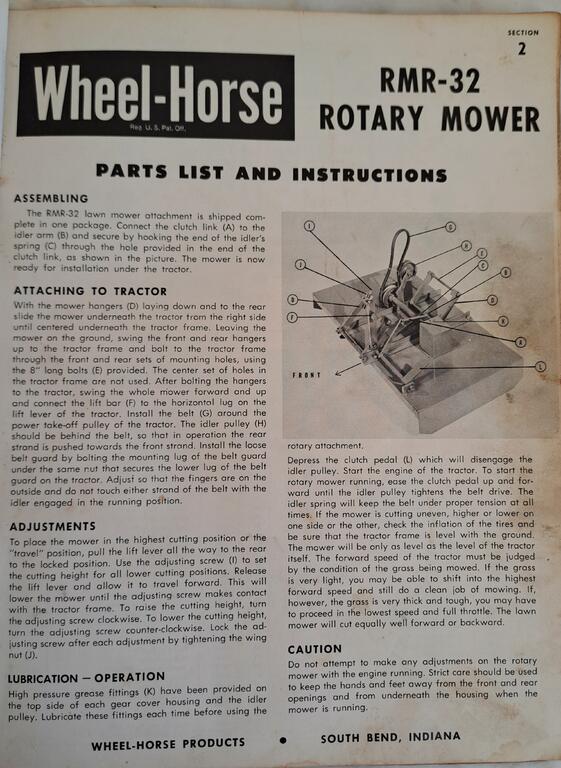 SECTION
2
Wheel-Horse
Reg. U. S. Pat. Off.
RMR-32
ROTARY MOWER
PARTS LIST AND INSTRUCTIONS
ASSEMBLING
The RMR-32 lawn mower attachment is shipped com-
plete in one package. Connect the clutch link (A) to the
idler arm (B) and secure by hooking the end of the idler's
spring (C) through the hole provided in the end of the
clutch link, as shown in the picture. The mower is now
ready for installation under the tractor.
ATTACHING TO TRACTOR
With the mower hangers (D) laying down and to the rear
slide the mower underneath the tractor from the right side
until centered underneath the tractor frame. Leaving the
mower on the ground, swing the front and rear hangers
up to the tractor frame and bolt to the tractor frame
through the front and rear sets of mounting holes, using
the 8" long bolts (E) provided. The center set of holes in
the tractor frame are not used. After bolting the hangers
to the tractor, swing the whole mower forward and up
and connect the lift bar (F) to the horizontal lug on the
lift lever of the tractor. Install the belt (G) around the
power take-off pulley of the tractor. The idler pulley (H)
should be behind the belt, so that in operation the rear
strand is pushed towards the front strand. Install the loose
belt guard by bolting the mounting lug of the belt guard
under the same nut that secures the lower lug of the belt
guard on the tractor. Adjust so that the fingers are on the
outside and do not touch either strand of the belt with the
idler engaged in the running position.
ADJUSTMENTS
To place the mower in the highest cutting position or the
"travel" position, pull the lift lever all the way to the rear
to the locked position. Use the adjusting screw (I) to set
the cutting height for all lower cutting positions. Release
the lift lever and allow it to travel forward. This will
lower the mower until the adjusting screw makes contact
with the tractor frame. To raise the cutting height, turn
the adjusting screw clockwise. To lower the cutting height,
turn the adjusting screw counter-clockwise. Lock the ad-
justing screw after each adjustment by tightening the wing
nut (J).
LUBRICATION — OPERATION
High pressure grease fittings (K) have been provided on
the top side of each gear cover housing and the idler
pulley. Lubricate these fittings each time before using the
I
G
H
J
E
C
B
D
D
F
K
A
L
FRONT
rotary attachment.
Depress the clutch pedal (L) which will disengage the
idler pulley. Start the engine of the tractor. To start the
rotary mower running, ease the clutch pedal up and for-
ward until the idler pulley tightens the belt drive. The
idler spring will keep the belt under proper tension at all
times. If the mower is cutting uneven, higher or lower on
one side or the other, check the inflation of the tires and
be sure that the tractor frame is level with the ground.
The mower will be only as level as the level of the tractor
itself. The forward speed of the tractor must be judged
by the condition of the grass being mowed. If the grass
is very light, you may be able to shift into the highest
forward speed and still do a clean job of mowing. If,
however, the grass is very thick and tough, you may have
to proceed in the lowest speed and full throttle. The lawn
mower will cut equally well forward or backward.
CAUTION
Do not attempt to make any adjustments on the rotary
mower with the engine running. Strict care should be used
to keep the hands and feet away from the front and rear
openings and from underneath the housing when the
mower is running.
WHEEL-HORSE PRODUCTS • SOUTH BEND, INDIANA